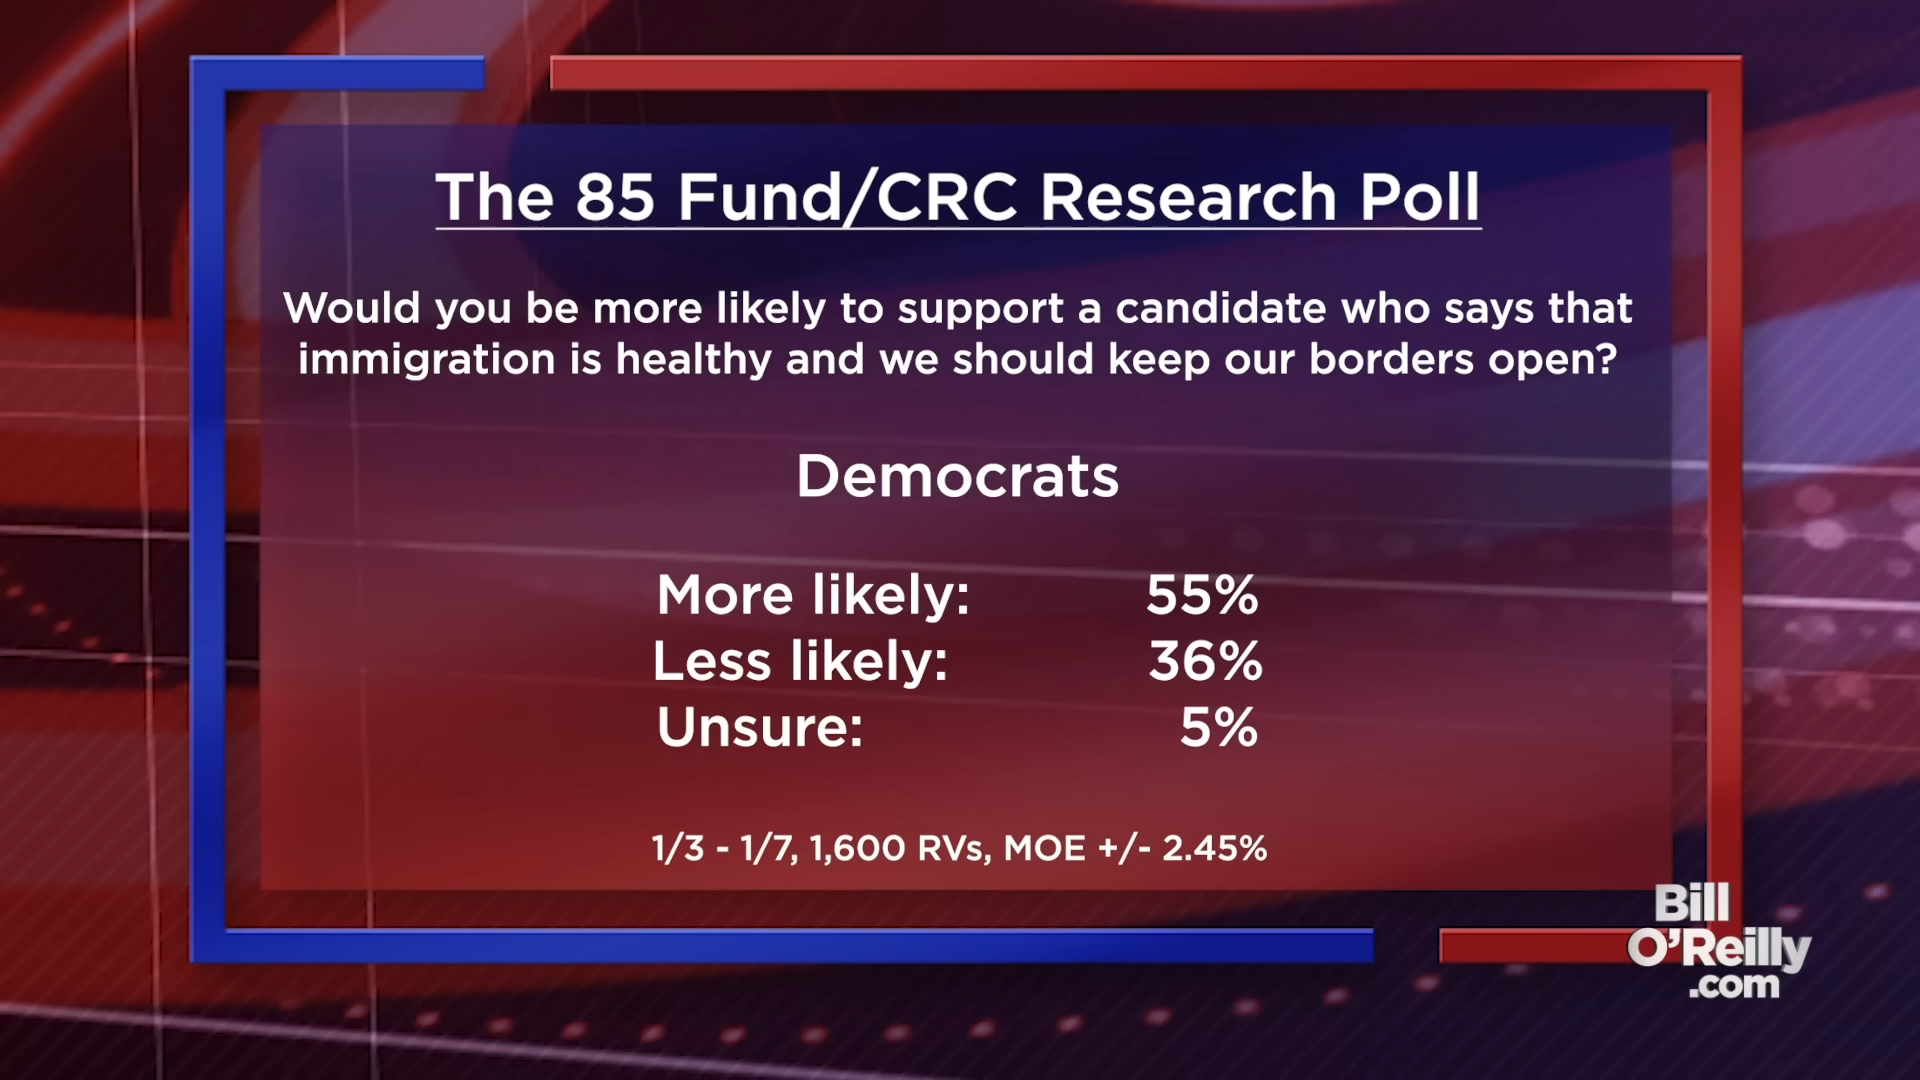 The 85 Fund/CRC Research Poll
Would you be more likely to support a candidate who says that
immigration is healthy and we should keep our borders open?
Democrats
More likely: 55%
Less likely: 36%
Unsure: 5%
1/3 - 1/7, 1,600 RVs, MOE +/- 2.45%
Bill
O'Reilly
.com